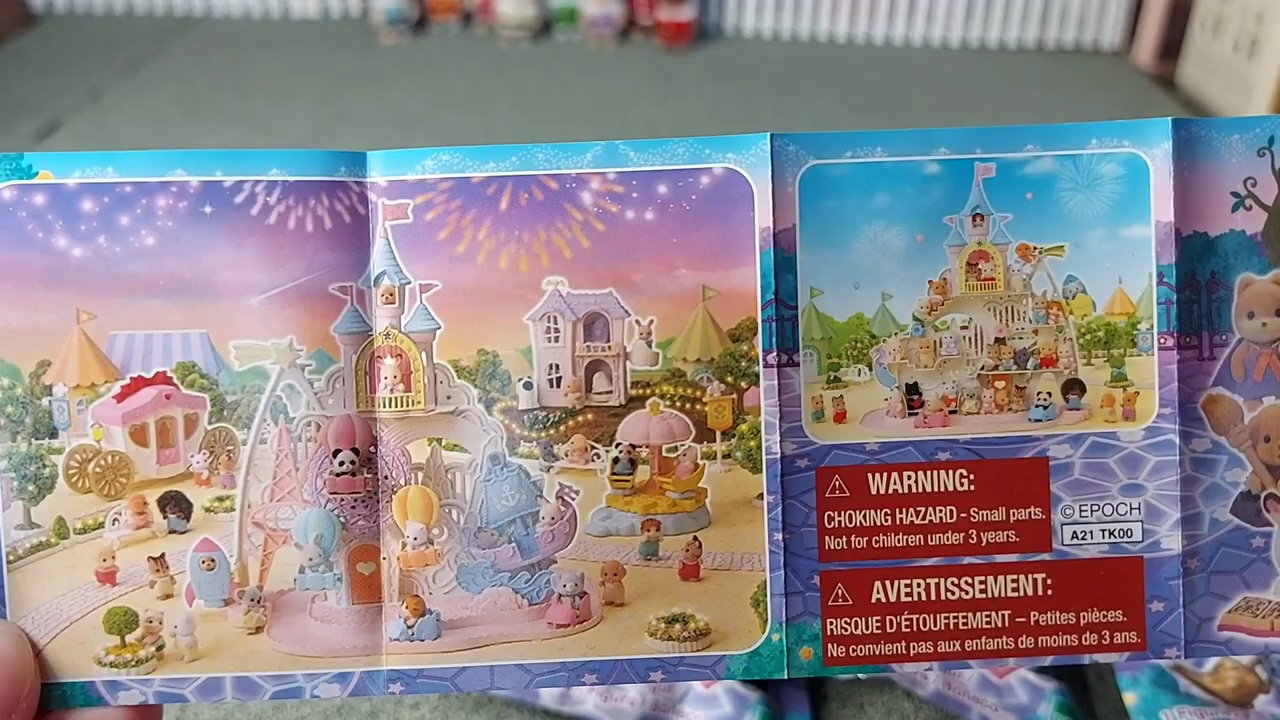 WARNING:
CHOKING HAZARD - Small parts.
Not for children under 3 years.
© EPOCH
A21 TK00
AVERTISSEMENT:
RISQUE D'ÉTOUFFEMENT – Petites pièces.
Ne convient pas aux enfants de moins de 3 ans.